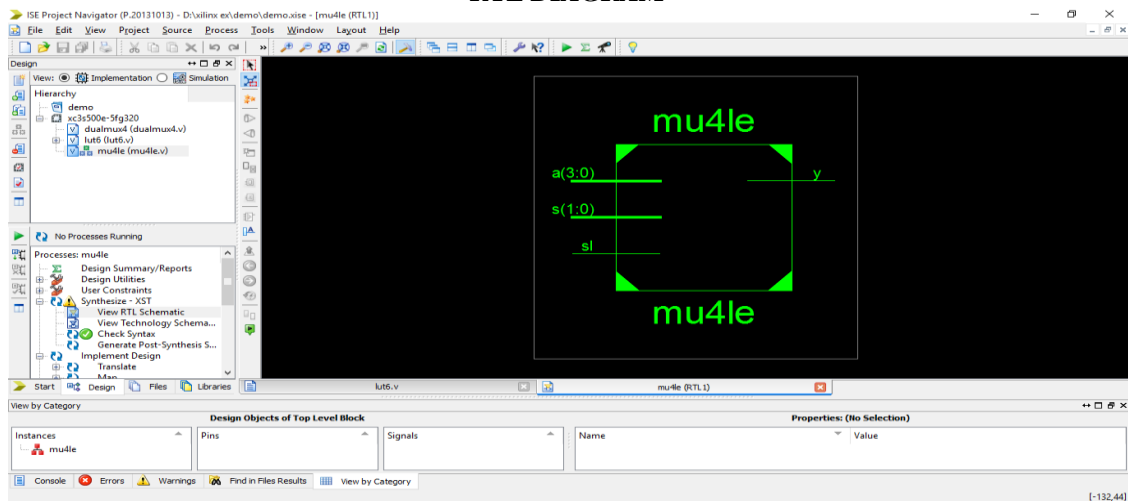 RTL DIAGRAM
ISE Project Navigator (P.20131013) - D:\xilinx ex\demo\demo.xise - [mu4le (RTL1)]
File Edit View Project Source Process Tools Window Layout Help
Design
View: Implementation Simulation
Hierarchy
demo
xc3s500e-5fg320
dualmux4 (dualmux4.v)
lut6 (lut6.v)
mu4le (mu4le.v)
No Processes Running
Processes: mu4le
Design Summary/Reports
Design Utilities
User Constraints
Synthesize - XST
View RTL Schematic
View Technology Schema...
Check Syntax
Generate Post-Synthesis S...
Implement Design
Translate
Map
mu4le
a(3:0)
y
s(1:0)
sl
mu4le
Start Design Files Libraries
lut6.v
mu4le (RTL1)
View by Category
Design Objects of Top Level Block
Properties: (No Selection)
Instances Pins Signals Name Value
mu4le
Console Errors Warnings Find in Files Results View by Category
[-132,44]